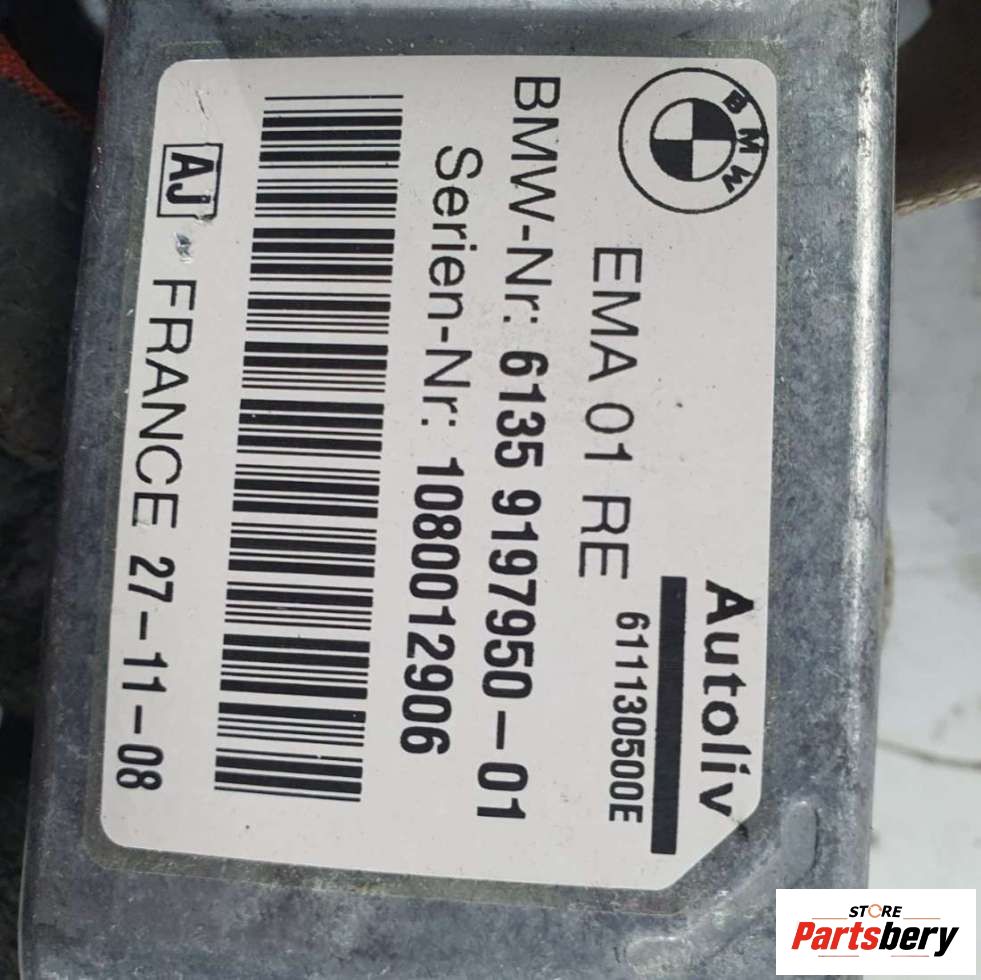 BMW
Autoliv
EMA 01 RE
611130500E
BMW-Nr: 6135 9197950-01
Serien-Nr: 1080012906
AJ FRANCE 27-11-08
STORE
Partsbery